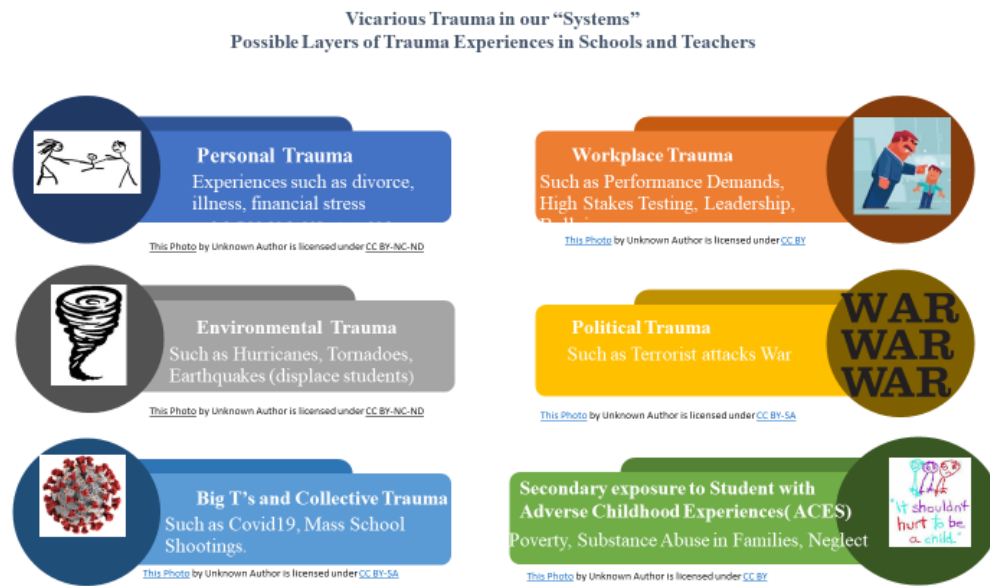 Vicarious Trauma in our “Systems”
Possible Layers of Trauma Experiences in Schools and Teachers
Personal Trauma
Experiences such as divorce,
illness, financial stress
This Photo by Unknown Author is licensed under CC BY-NC-ND
Workplace Trauma
Such as Performance Demands,
High Stakes Testing, Leadership,
This Photo by Unknown Author is licensed under CC BY
Environmental Trauma
Such as Hurricanes, Tornadoes,
Earthquakes (displace students)
This Photo by Unknown Author is licensed under CC BY-NC-ND
Political Trauma
Such as Terrorist attacks War
WAR
WAR
WAR
This Photo by Unknown Author is licensed under CC BY-SA
Big T’s and Collective Trauma
Such as Covid19, Mass School
Shootings.
This Photo by Unknown Author is licensed under CC BY-SA
Secondary exposure to Student with
Adverse Childhood Experiences( ACES)
Poverty, Substance Abuse in Families, Neglect
"it shouldnt
hurt to be
a child."
This Photo by Unknown Author is licensed under CC BY